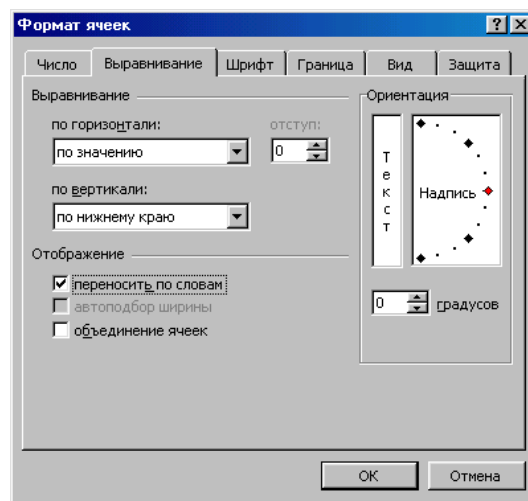 Формат ячеек
Число Выравнивание Шрифт Граница Вид Защита
Выравнивание
по горизонтали: отступ:
по значению 0
по вертикали:
по нижнему краю
Отображение
переносить по словам
автоподбор ширины
объединение ячеек
Ориентация
Текст
Надпись
0 градусов
ОК Отмена